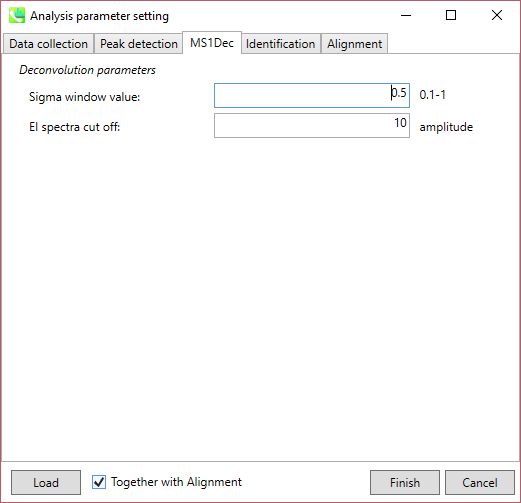 Analysis parameter setting
Data collection Peak detection MS1Dec Identification Alignment
Deconvolution parameters
Sigma window value: 0.5 0.1-1
EI spectra cut off: 10 amplitude
Load Together with Alignment Finish Cancel